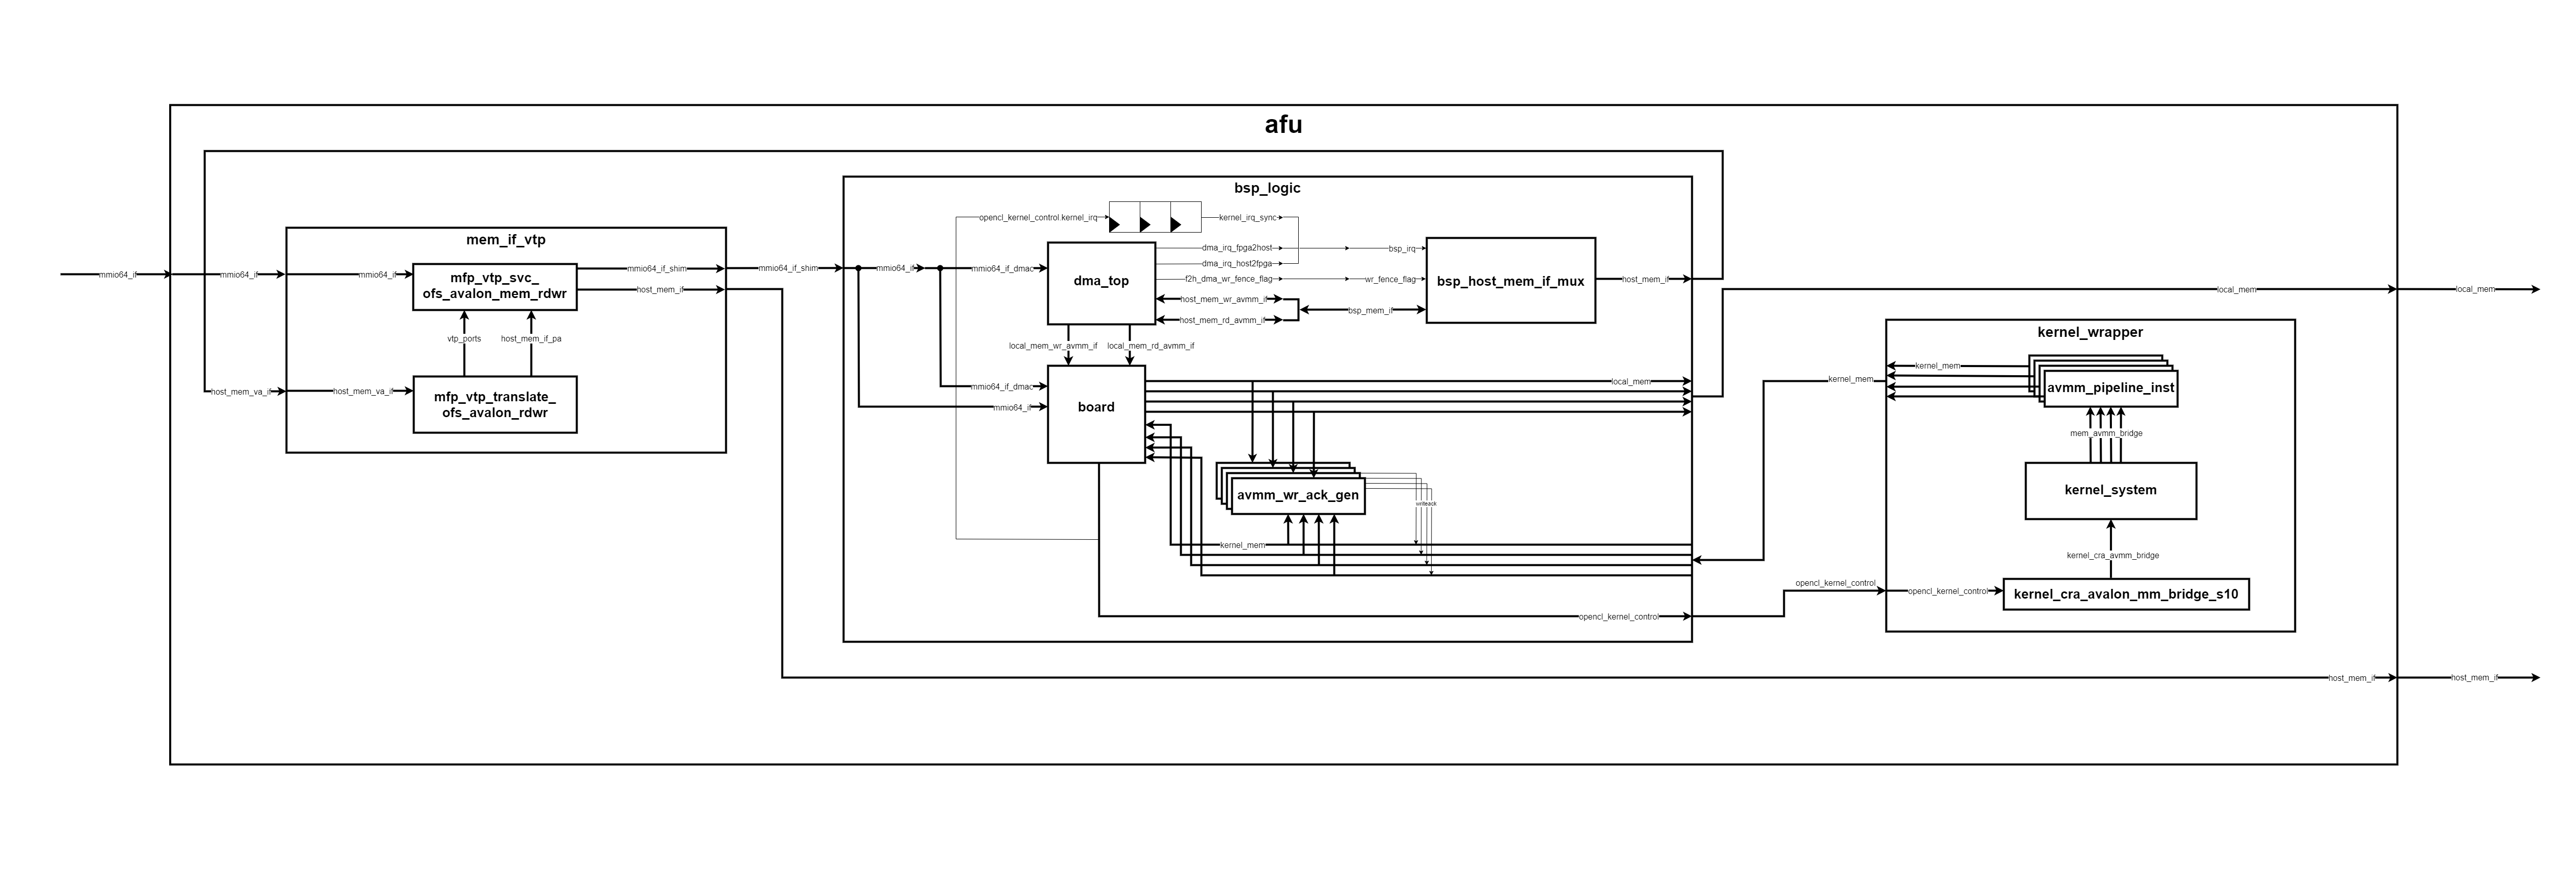 afu
bsp_logic
mem_if_vtp
kernel_wrapper
mmio64_if
mmio64_if
mmio64_if
mfp_vtp_svc_
ofs_avalon_mem_rdwr
mmio64_if_shim
host_mem_if
mmio64_if_shim
vtp_ports
host_mem_if_pa
host_mem_va_if
host_mem_va_if
mfp_vtp_translate_
ofs_avalon_rdwr
opencl_kernel_control.kernel_irq
kernel_irq_sync
mmio64_if
mmio64_if_dmac
dma_top
dma_irq_fpga2host
dma_irq_host2fpga
f2h_dma_wr_fence_flag
host_mem_wr_avmm_if
host_mem_rd_avmm_if
bsp_irq
wr_fence_flag
bsp_mem_if
bsp_host_mem_if_mux
host_mem_if
local_mem_wr_avmm_if
local_mem_rd_avmm_if
mmio64_if_dmac
mmio64_if
board
local_mem
avmm_wr_ack_gen
writeack
kernel_mem
opencl_kernel_control
local_mem
local_mem
kernel_mem
kernel_mem
avmm_pipeline_inst
mem_avmm_bridge
kernel_system
kernel_cra_avmm_bridge
opencl_kernel_control
opencl_kernel_control
kernel_cra_avalon_mm_bridge_s10
host_mem_if
host_mem_if